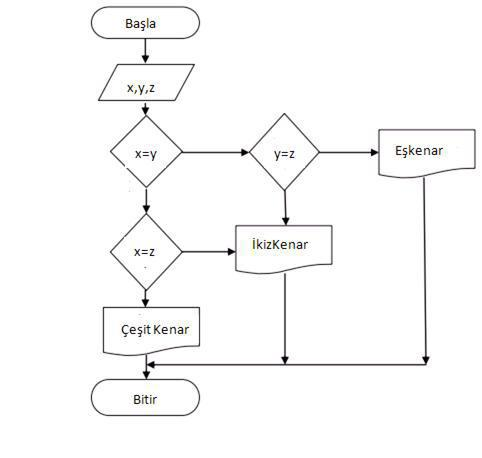 Başla
x,y,z
x=y
y=z
Eşkenar
x=z
İkizKenar
Çeşit Kenar
Bitir